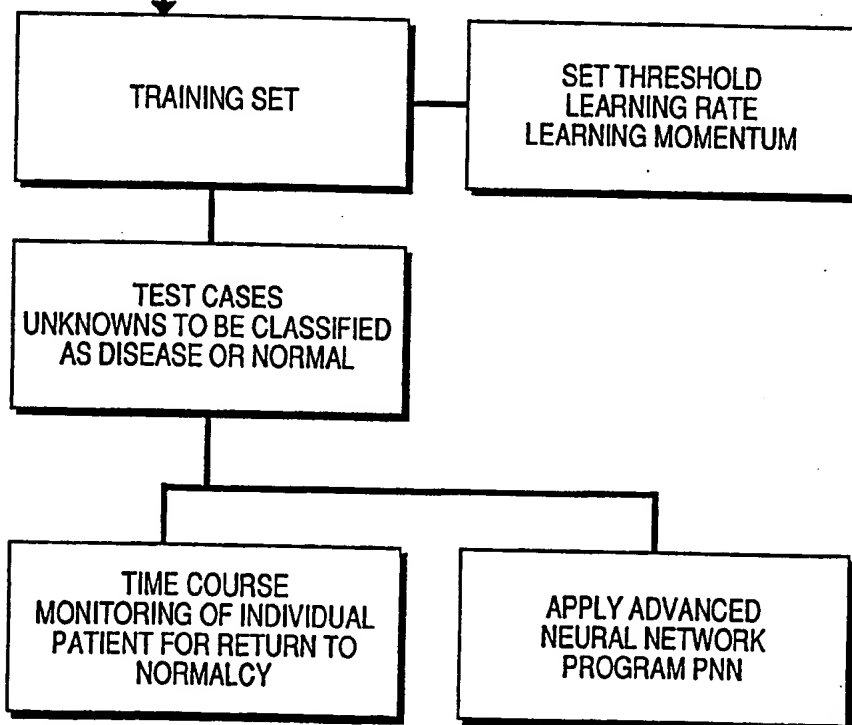 TRAINING SET
SET THRESHOLD
LEARNING RATE
LEARNING MOMENTUM
TEST CASES
UNKNOWNS TO BE CLASSIFIED
AS DISEASE OR NORMAL
TIME COURSE
MONITORING OF INDIVIDUAL
PATIENT FOR RETURN TO
NORMALCY
APPLY ADVANCED
NEURAL NETWORK
PROGRAM PNN